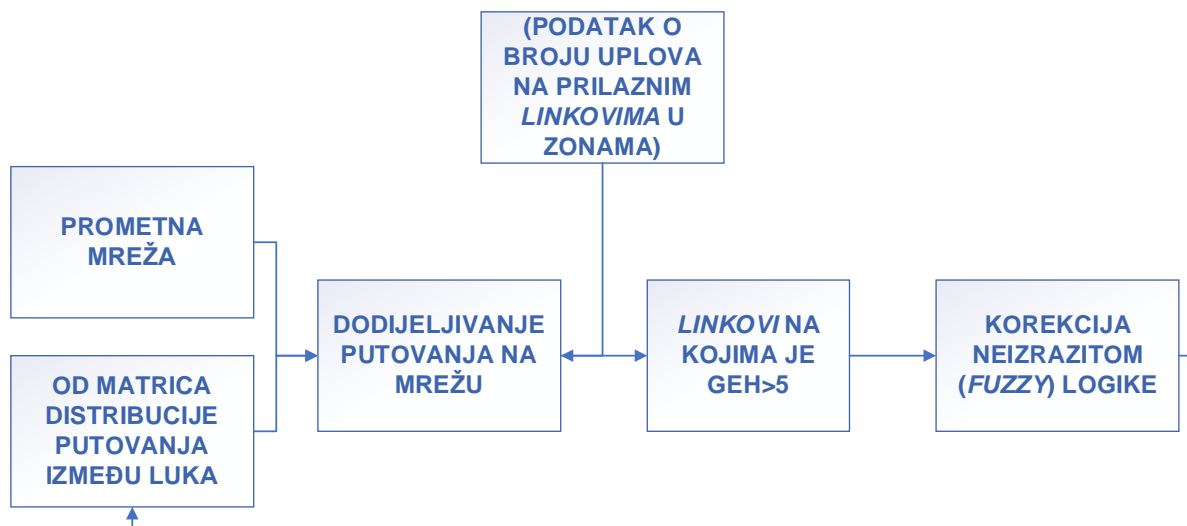 (PODATAK O
BROJU UPLOVA
NA PRILAZNIM
LINKOVIMA U
ZONAMA)
PROMETNA
MREŽA
OD MATRICA
DISTRIBUCIJE
PUTOVANJA
IZMEĐU LUKA
DODIJELJIVANJE
PUTOVANJA NA
MREŽU
LINKOVI NA
KOJIMA JE
GEH>5
KOREKCIJA
NEIZRAZITOM
(FUZZY) LOGIKE